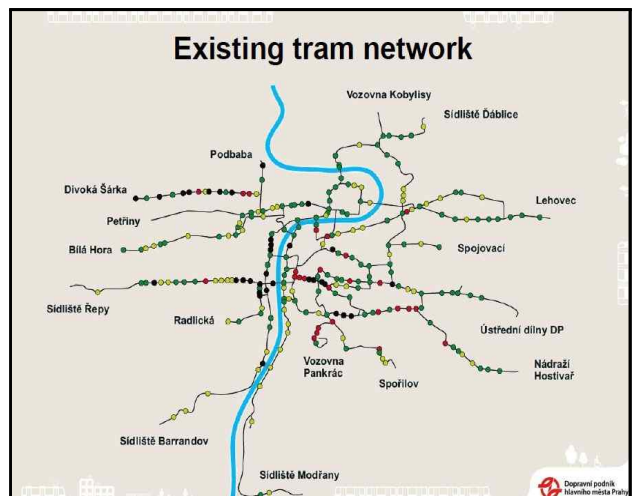 Existing tram network
Vozovna Kobylisy
Sídliště Ďáblice
Podbaba
Divoká Šárka
Lehovec
Petřiny
Bílá Hora
Spojovací
Sídliště Řepy
Radlická
Ústřední dílny DP
Vozovna
Pankrác
Nádraží
Hostivař
Spořilov
Sídliště Barrandov
Sídliště Modřany
Dopravní podnik
hlavního města Prahy